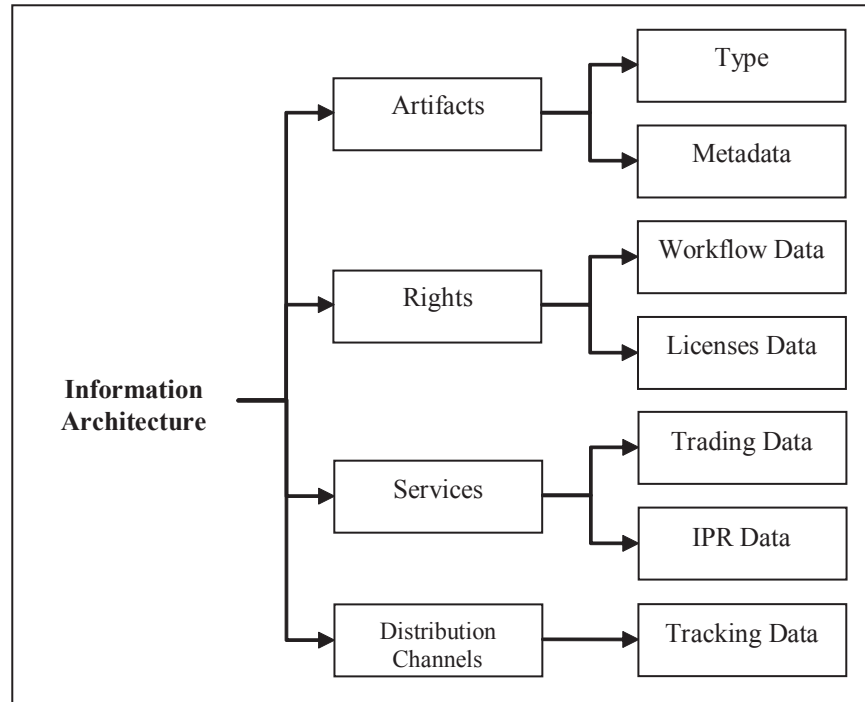 Type
Artifacts
Metadata
Workflow Data
Rights
Licenses Data
Information
Architecture
Trading Data
Services
IPR Data
Distribution
Channels
Tracking Data